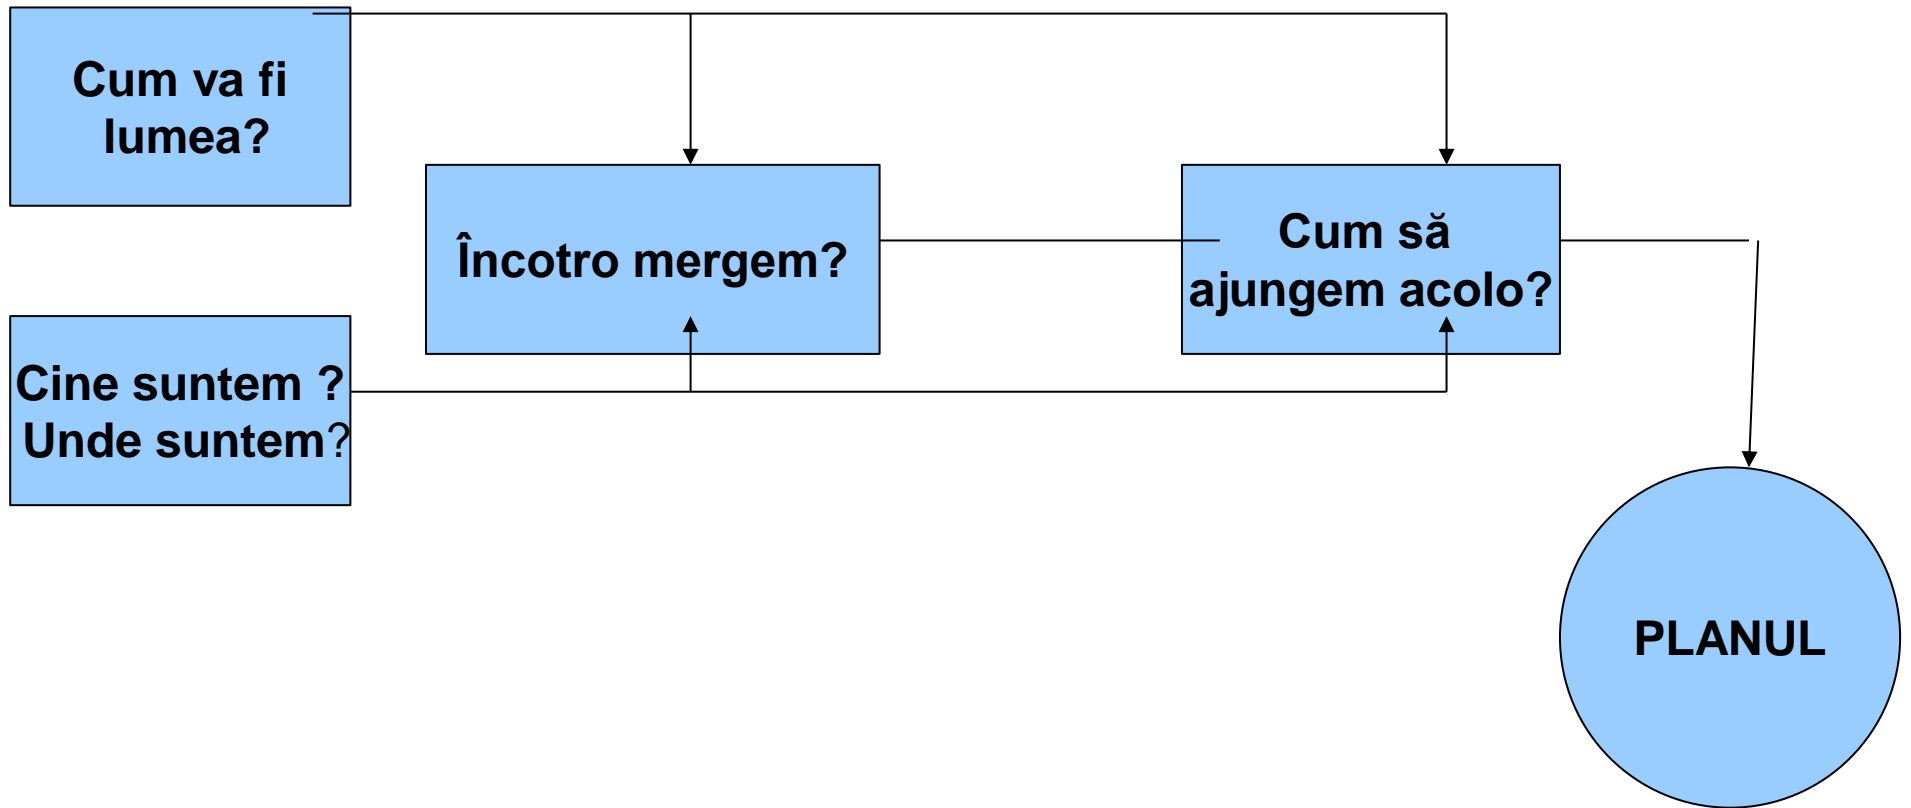 Cum va fi
lumea?
Încotro mergem?
Cum să
ajungem acolo?
Cine suntem ?
Unde suntem?
PLANUL